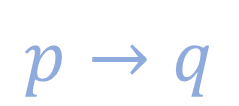 p → q